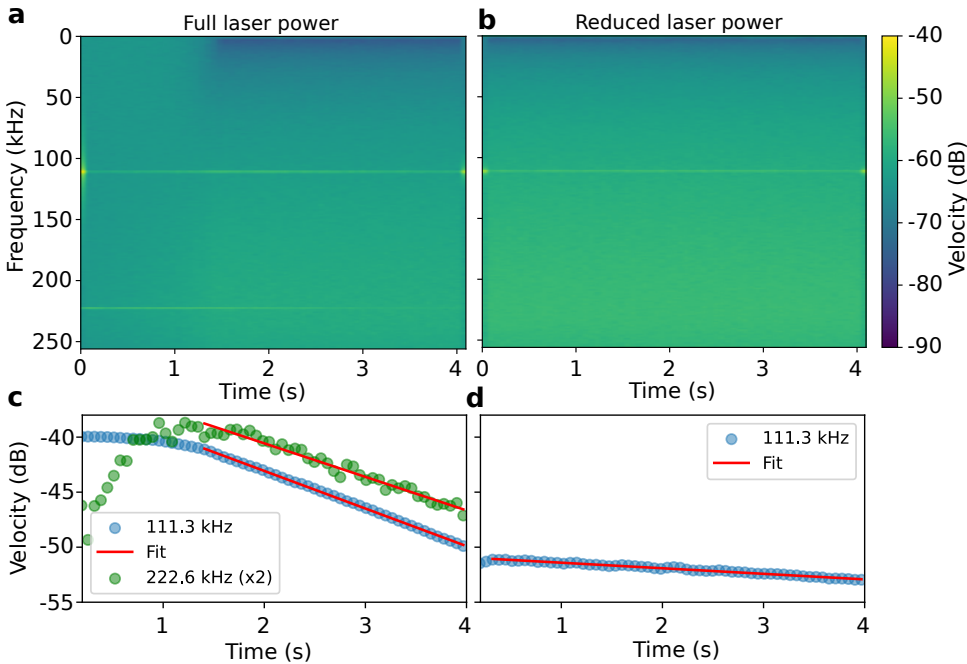 a
Full laser power
b
Reduced laser power
0
50
100
150
200
250
Frequency (kHz)
0
1
2
3
4
Time (s)
0
1
2
3
4
Time (s)
-40
-50
-60
-70
-80
-90
Velocity (dB)
c
-40
-45
-50
-55
Velocity (dB)
111.3 kHz
Fit
222.6 kHz (x2)
1
2
3
4
Time (s)
d
111.3 kHz
Fit
1
2
3
4
Time (s)